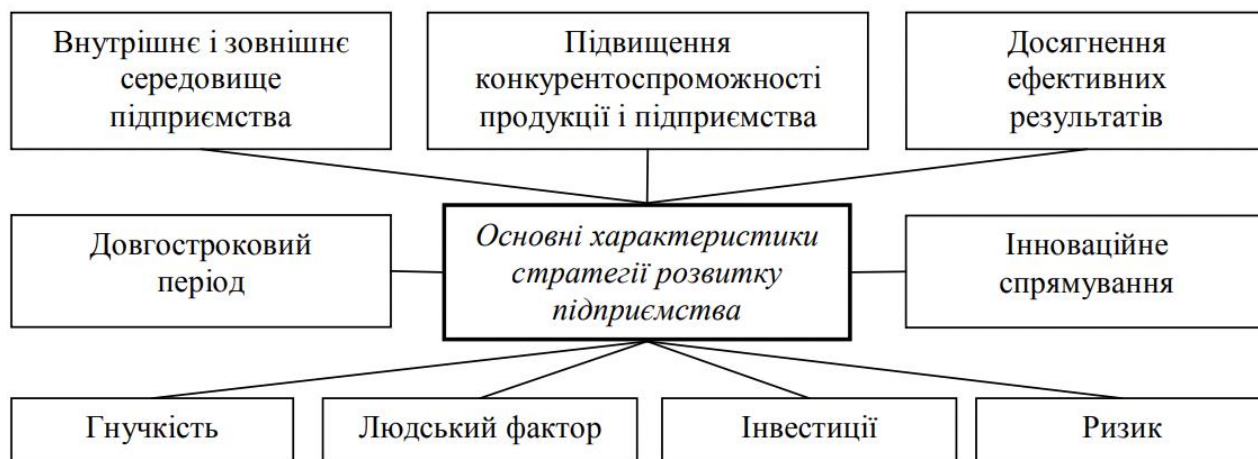 Внутрішнє і зовнішнє
середовище
підприємства
Підвищення
конкурентоспроможності
продукції і підприємства
Досягнення
ефективних
результатів
Довгостроковий
період
Основні характеристики
стратегії розвитку
підприємства
Інноваційне
спрямування
Гнучкість
Людський фактор
Інвестиції
Ризик